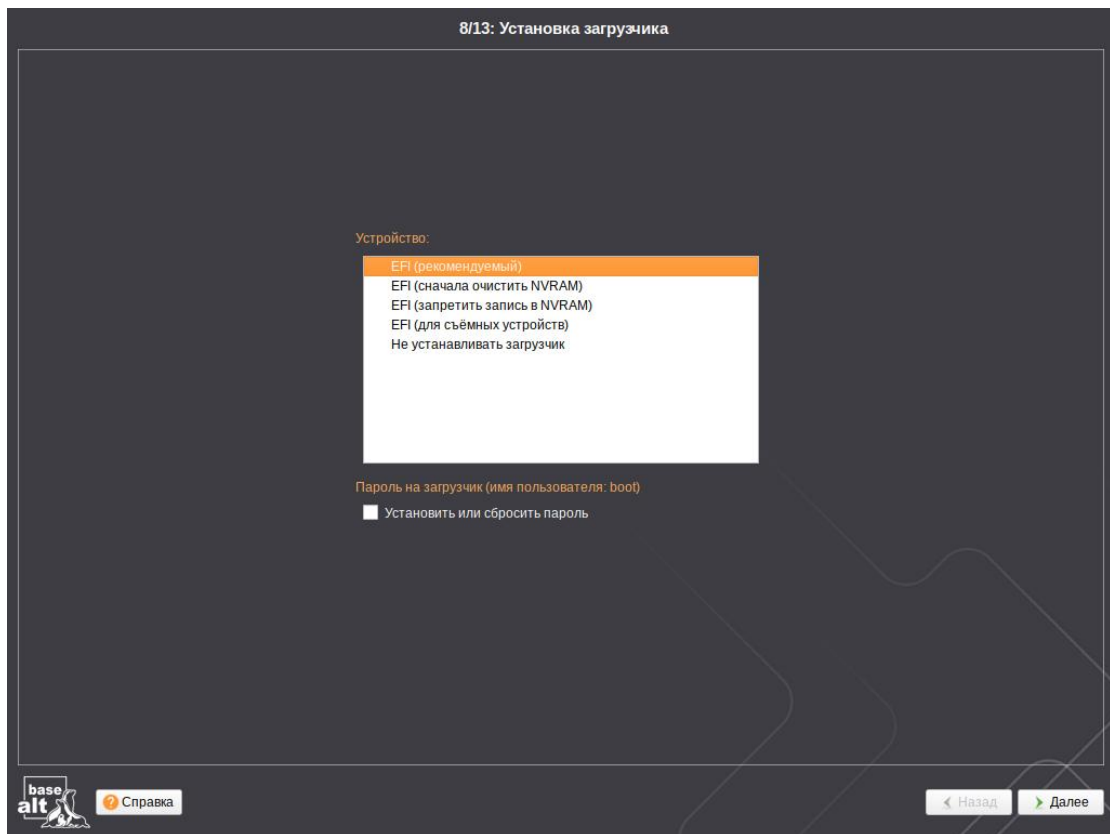 8/13: Установка загрузчика
Устройство:
EFI (рекомендуемый)
EFI (сначала очистить NVRAM)
EFI (запретить запись в NVRAM)
EFI (для съёмных устройств)
Не устанавливать загрузчик
Пароль на загрузчик (имя пользователя: boot)
Установить или сбросить пароль
base
alt
Справка
Назад
Далее